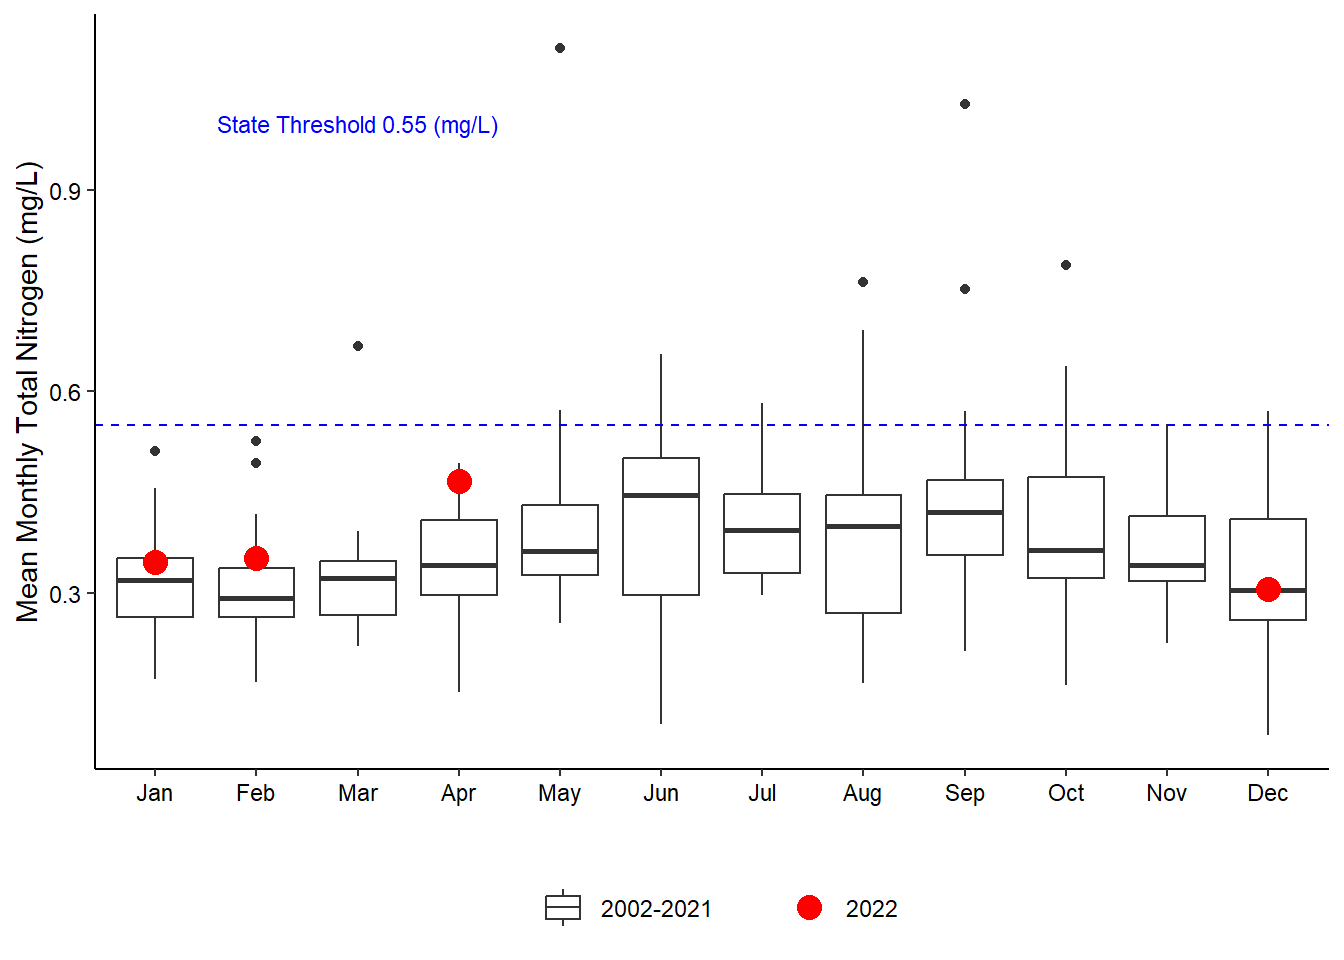 State Threshold 0.55 (mg/L)
Mean Monthly Total Nitrogen (mg/L)
0.9
0.6
0.3
Jan Feb Mar Apr May Jun Jul Aug Sep Oct Nov Dec
2002-2021 2022